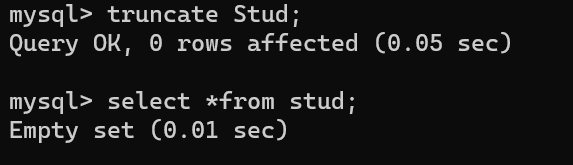 mysql> truncate Stud;
Query OK, 0 rows affected (0.05 sec)
mysql> select *from stud;
Empty set (0.01 sec)